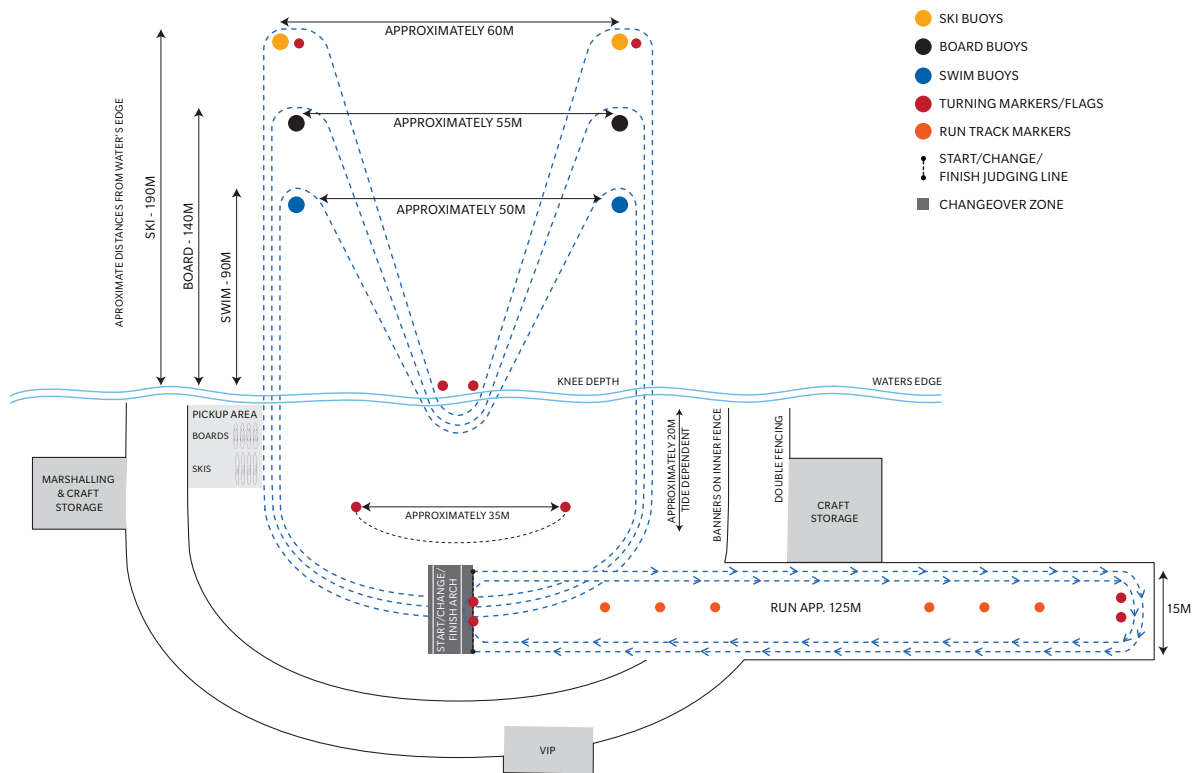 APPROXIMATELY 60M
SKI BUOYS
BOARD BUOYS
SWIM BUOYS
TURNING MARKERS/FLAGS
RUN TRACK MARKERS
START/CHANGE/
FINISH JUDGING LINE
CHANGEOVER ZONE
APPROXIMATELY 55M
APPROXIMATELY 50M
APROXIMATE DISTANCES FROM WATER'S EDGE
SKI - 190M
BOARD - 140M
SWIM - 90M
KNEE DEPTH
WATERS EDGE
PICKUP AREA
BOARDS
SKIS
MARSHALLING
& CRAFT
STORAGE
APPROXIMATELY 35M
APPROXIMATELY 20M
TIDE DEPENDENT
BANNERS ON INNER FENCE
DOUBLE FENCING
CRAFT
STORAGE
START/CHANGE/
FINISH ARCH
RUN APP. 125M
15M
VIP